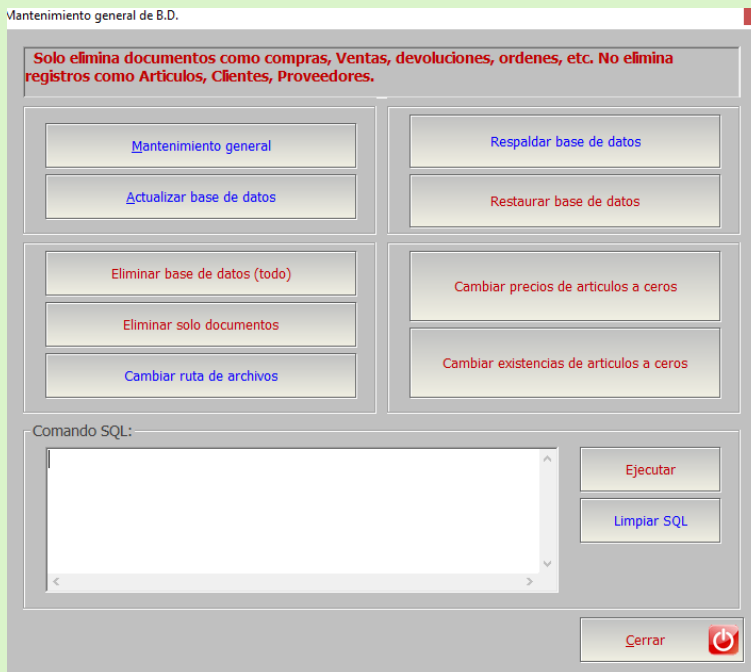 Mantenimiento general de B.D.
Solo elimina documentos como compras, Ventas, devoluciones, ordenes, etc. No elimina
registros como Articulos, Clientes, Proveedores.
Mantenimiento general
Actualizar base de datos
Respaldar base de datos
Restaurar base de datos
Eliminar base de datos (todo)
Eliminar solo documentos
Cambiar ruta de archivos
Cambiar precios de articulos a ceros
Cambiar existencias de articulos a ceros
Comando SQL:
Ejecutar
Limpiar SQL
Cerrar